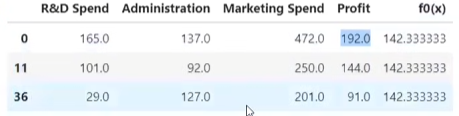 R&D Spend Administration Marketing Spend Profit f0(x)
0 165.0 137.0 472.0 192.0 142.333333
11 101.0 92.0 250.0 144.0 142.333333
36 29.0 127.0 201.0 91.0 142.333333